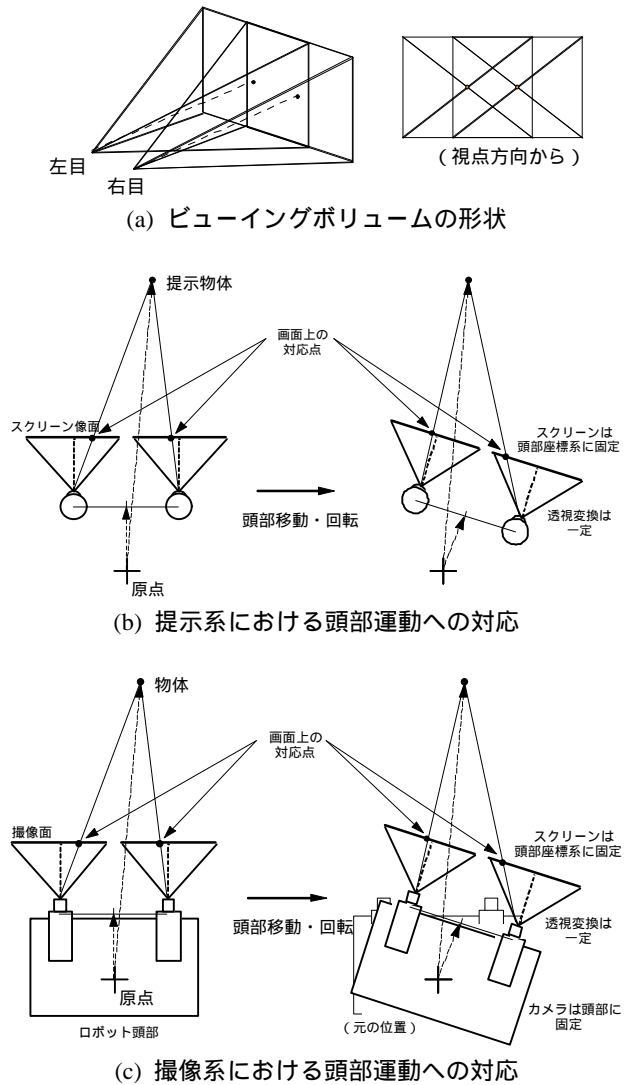 左目
右目
( 視点方向から )
(a) ビューイングボリュームの形状
提示物体
画面上の
対応点
スクリーン像面
スクリーンは
頭部座標系に固定
頭部移動・回転
透視変換は
一定
原点
(b) 提示系における頭部運動への対応
物体
画面上の
対応点
撮像面
スクリーンは
頭部座標系に固定
頭部移動・回転
透視変換は
一定
原点
カメラは頭部に
固定
ロボット頭部
( 元の位置 )
(c) 撮像系における頭部運動への対応